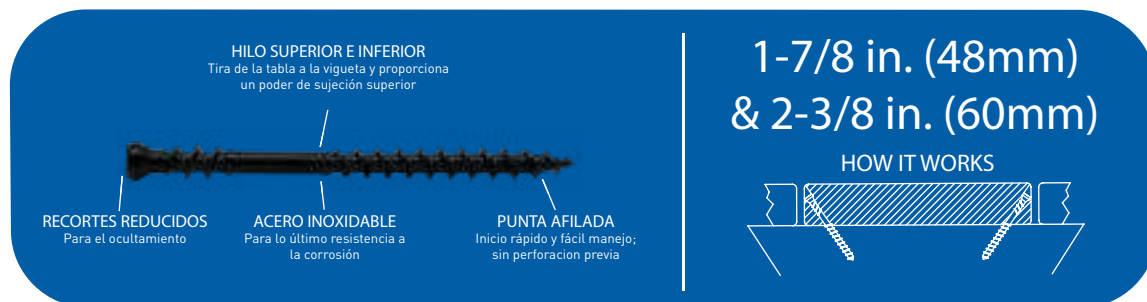 HILO SUPERIOR E INFERIOR
Tira de la tabla a la vigueta y proporciona
un poder de sujeción superior
RECORTES REDUCIDOS
Para el ocultamiento
ACERO INOXIDABLE
Para lo último resistencia a
la corrosión
PUNTA AFILADA
Inicio rápido y fácil manejo;
sin perforacion previa
1-7/8 in. (48mm)
& 2-3/8 in. (60mm)
HOW IT WORKS